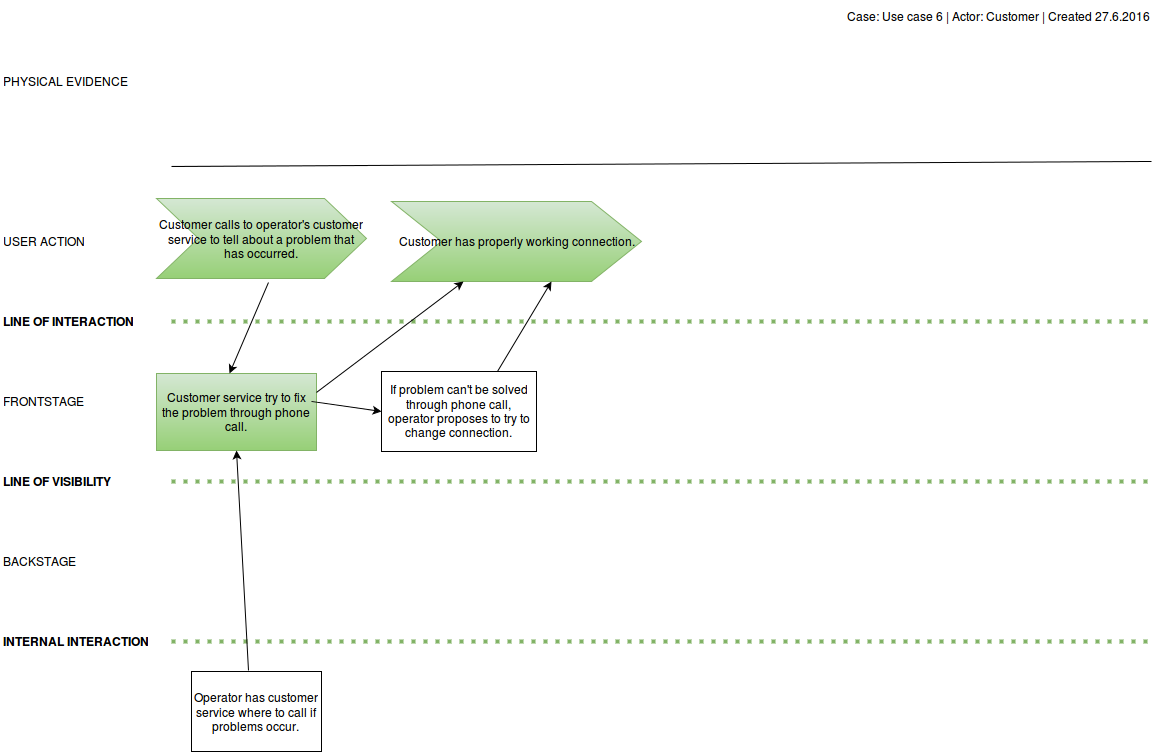 Case: Use case 6 | Actor: Customer | Created 27.6.2016
PHYSICAL EVIDENCE
USER ACTION
Customer calls to operator's customer
service to tell about a problem that
has occurred.
Customer has properly working connection.
LINE OF INTERACTION
FRONTSTAGE
Customer service try to fix
the problem through phone
call.
If problem can't be solved
through phone call,
operator proposes to try to
change connection.
LINE OF VISIBILITY
BACKSTAGE
INTERNAL INTERACTION
Operator has customer
service where to call if
problems occur.